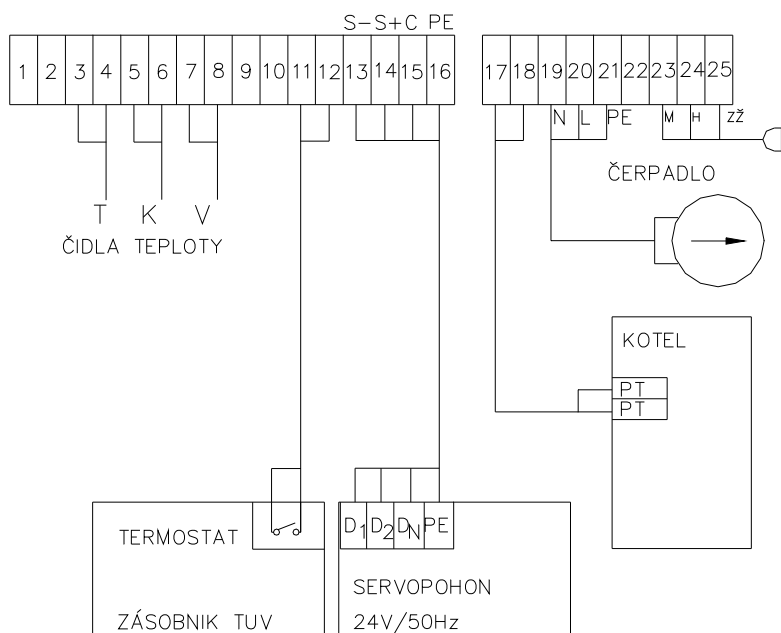 S-S+C PE
1 2 3 4 5 6 7 8 9 10 11 12 13 14 15 16 17 18 19 20 21 22 23 24 25
N L PE M H ZŽ
ČERPADLO
T K V
ČIDLA TEPLOTY
KOTEL
PT
PT
TERMOSTAT
D1 D2 DN PE
SERVOPOHON
ZÁSOBNIK TUV
24V/50Hz